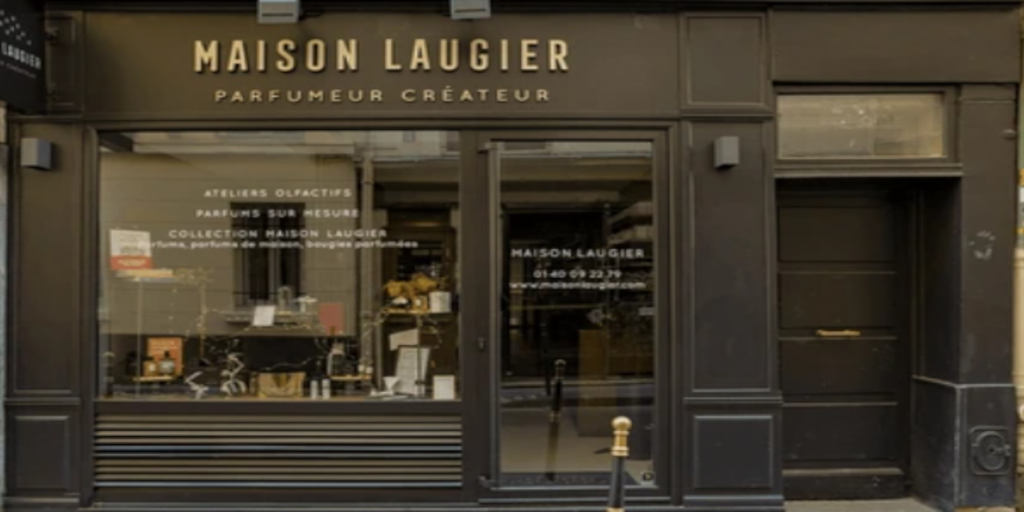 LAUGIER
MAISON LAUGIER
PARFUMEUR CRÉATEUR
ATELIERS OLFACTIFS
PARFUMS SUR MESURE
COLLECTION MAISON LAUGIER
Parfums, parfums de maison, bougies parfumées
MAISON LAUGIER
01 40 09 22 79
www.maisonlaugier.com